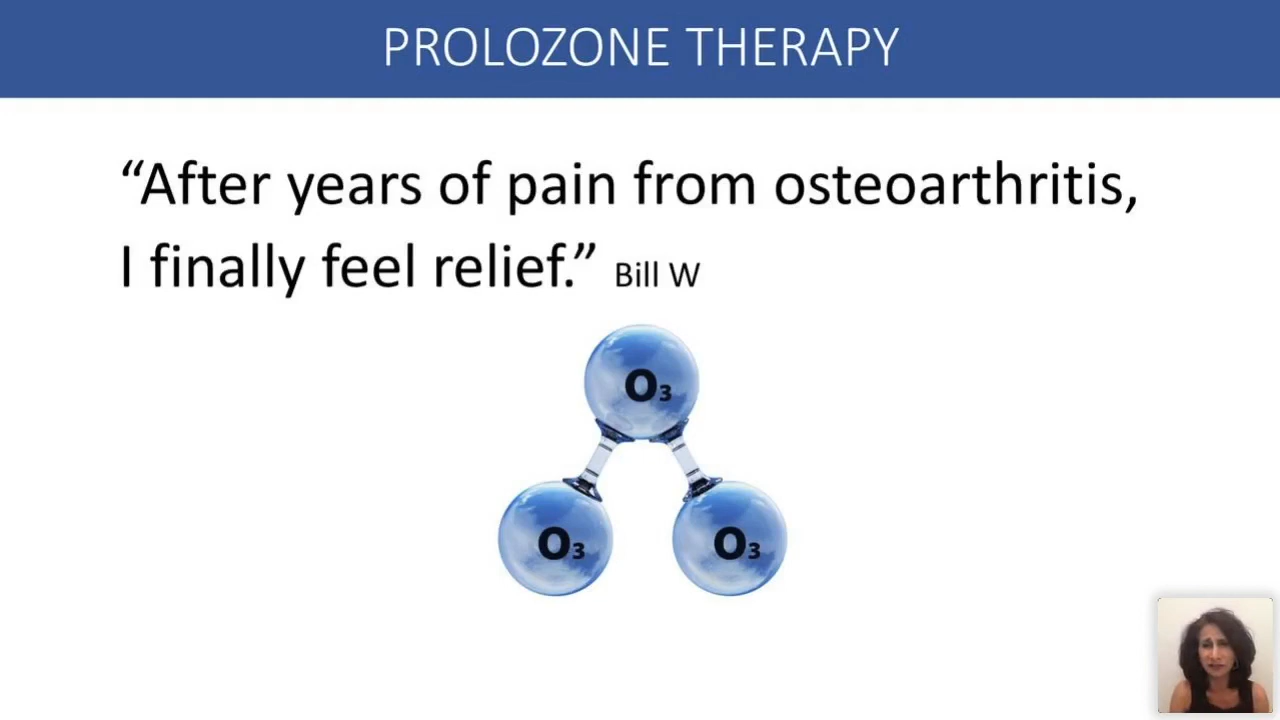 PROLOZONE THERAPY
“After years of pain from osteoarthritis,
I finally feel relief.” Bill W
O₃
O₃
O₃